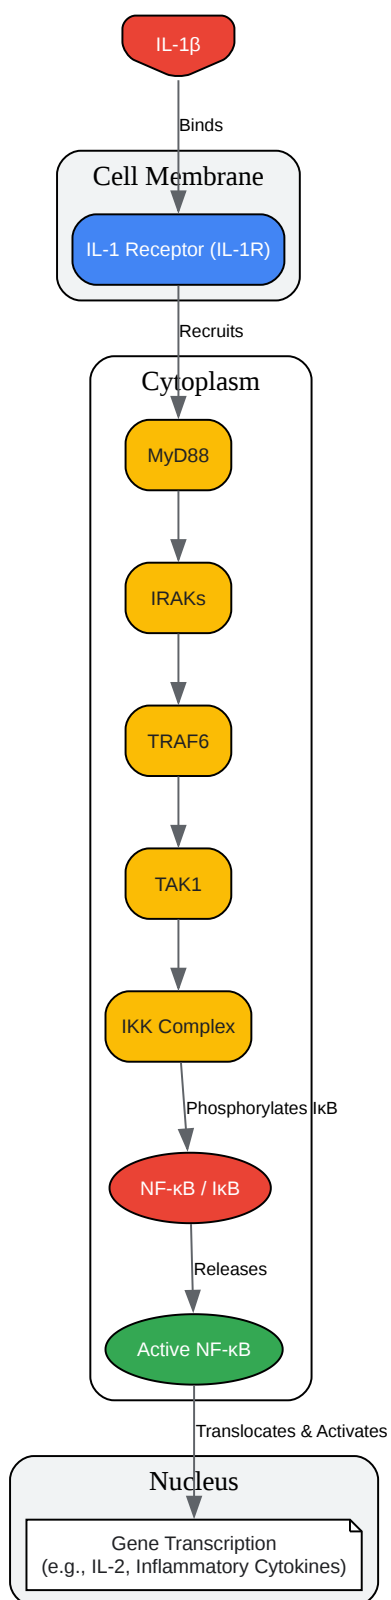 IL-1β
Binds
Cell Membrane
IL-1 Receptor (IL-1R)
Recruits
Cytoplasm
MyD88
IRAKs
TRAF6
TAK1
IKK Complex
Phosphorylates IκB
NF-κB / IκB
Releases
Active NF-κB
Translocates & Activates
Nucleus
Gene Transcription
(e.g., IL-2, Inflammatory Cytokines)